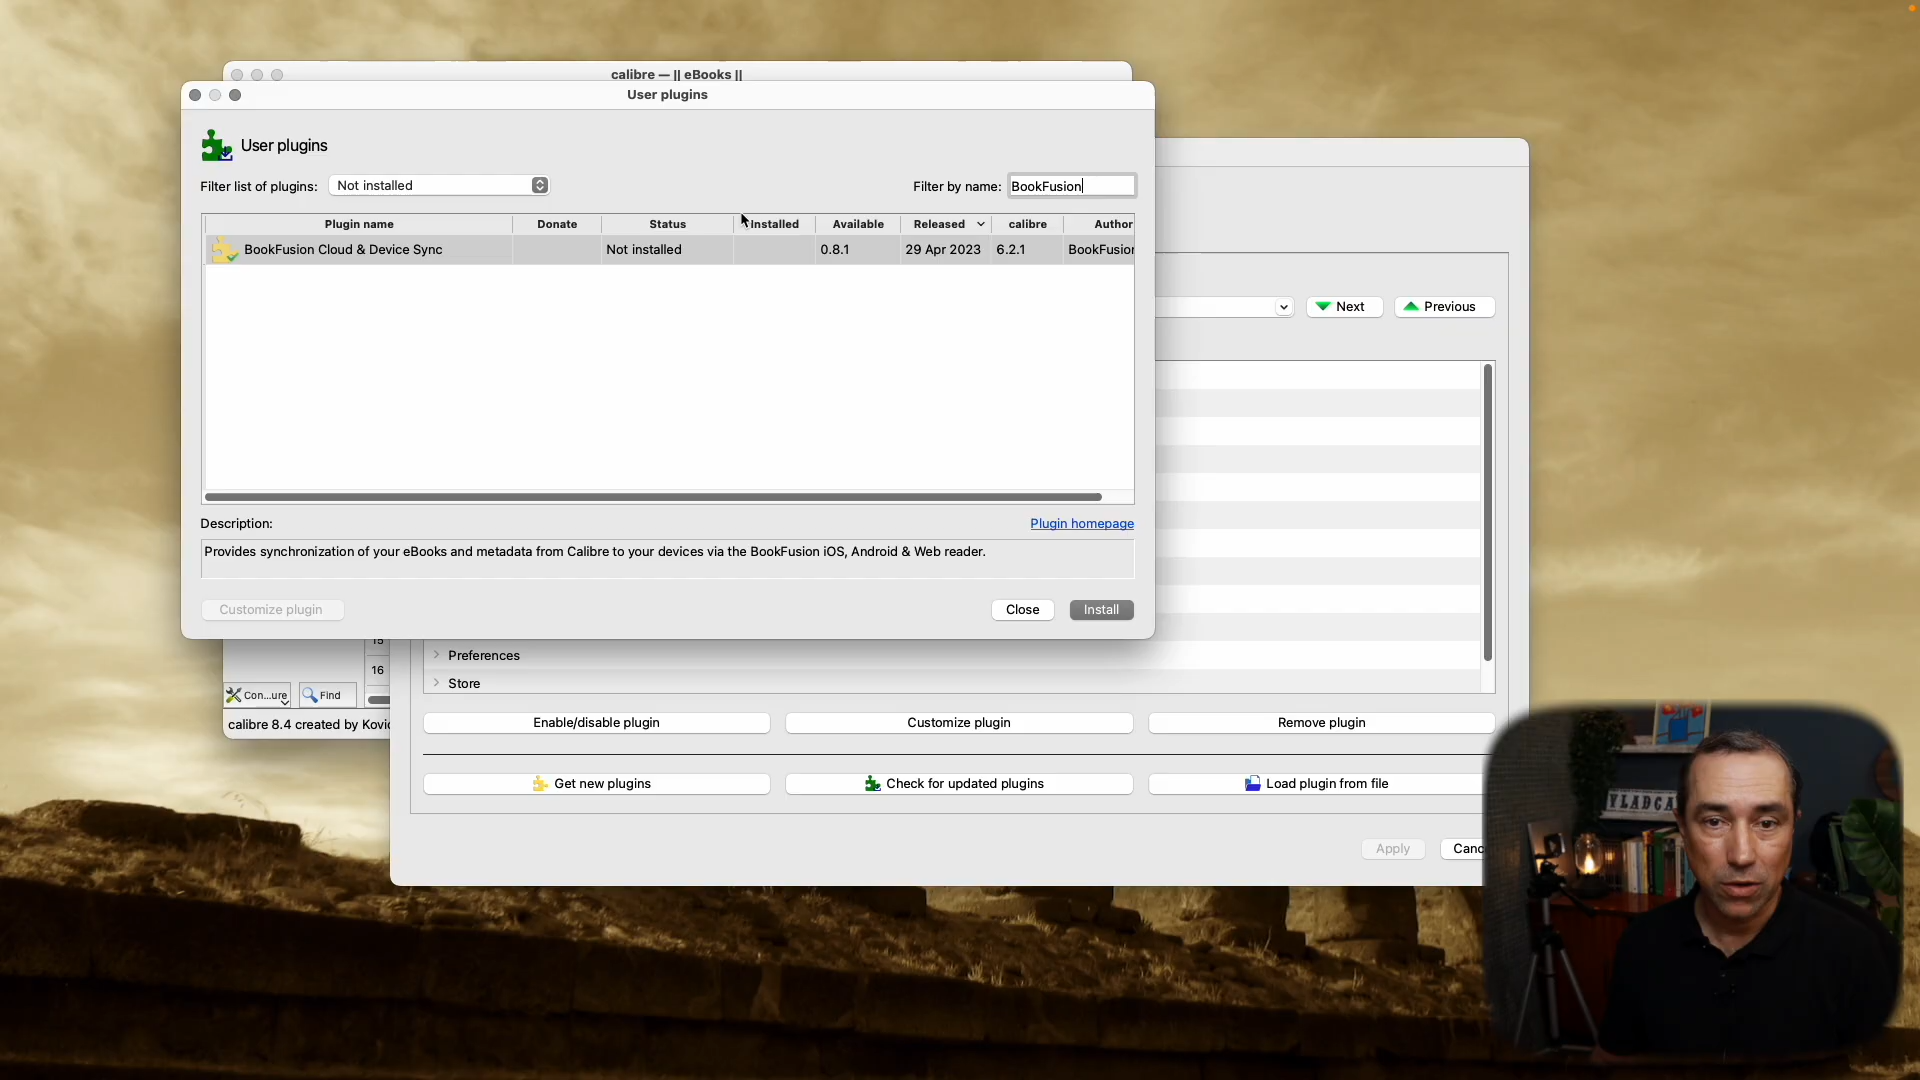 calibre — || eBooks ||
User plugins
User plugins
Filter list of plugins: Not installed
Filter by name: BookFusion
Plugin name Donate Status Installed Available Released calibre Author
BookFusion Cloud & Device Sync Not installed 0.8.1 29 Apr 2023 6.2.1 BookFusion
Next Previous
Description: Plugin homepage
Provides synchronization of your eBooks and metadata from Calibre to your devices via the BookFusion iOS, Android & Web reader.
Customize plugin Close Install
15
Preferences
16
Store
Con...ure Find
calibre 8.4 created by Kovid
Enable/disable plugin Customize plugin Remove plugin
Get new plugins Check for updated plugins Load plugin from file
VLADCA
Apply Canc